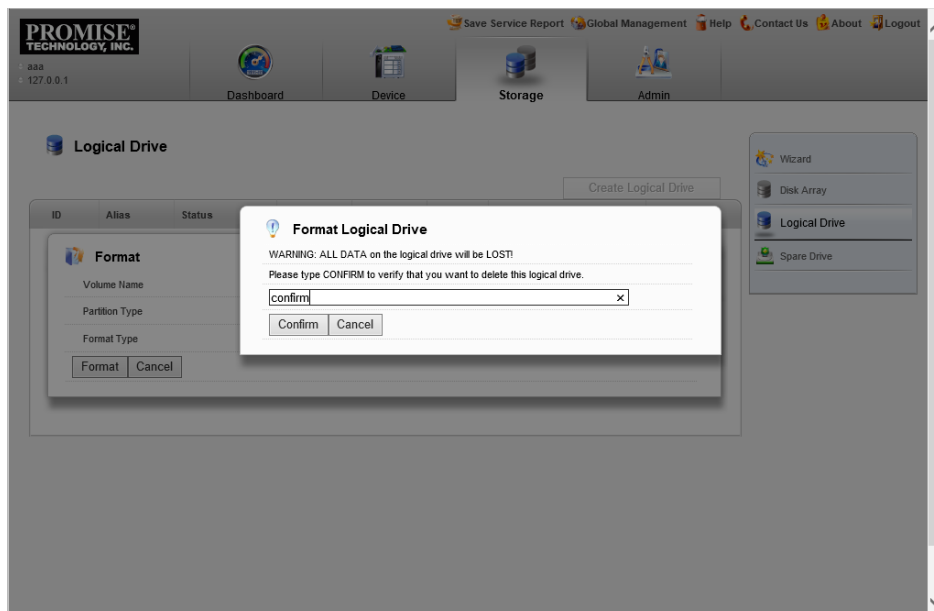 Save Service Report Global Management Help Contact Us About Logout
PROMISE®
TECHNOLOGY, INC.
aaa
127.0.0.1
Dashboard Device Storage Admin
Logical Drive
Create Logical Drive
ID Alias Status
Format
Volume Name
Partition Type
Format Type
Format Cancel
Format Logical Drive
WARNING: ALL DATA on the logical drive will be LOST!
Please type CONFIRM to verify that you want to delete this logical drive.
confirm
Confirm Cancel
Wizard
Disk Array
Logical Drive
Spare Drive